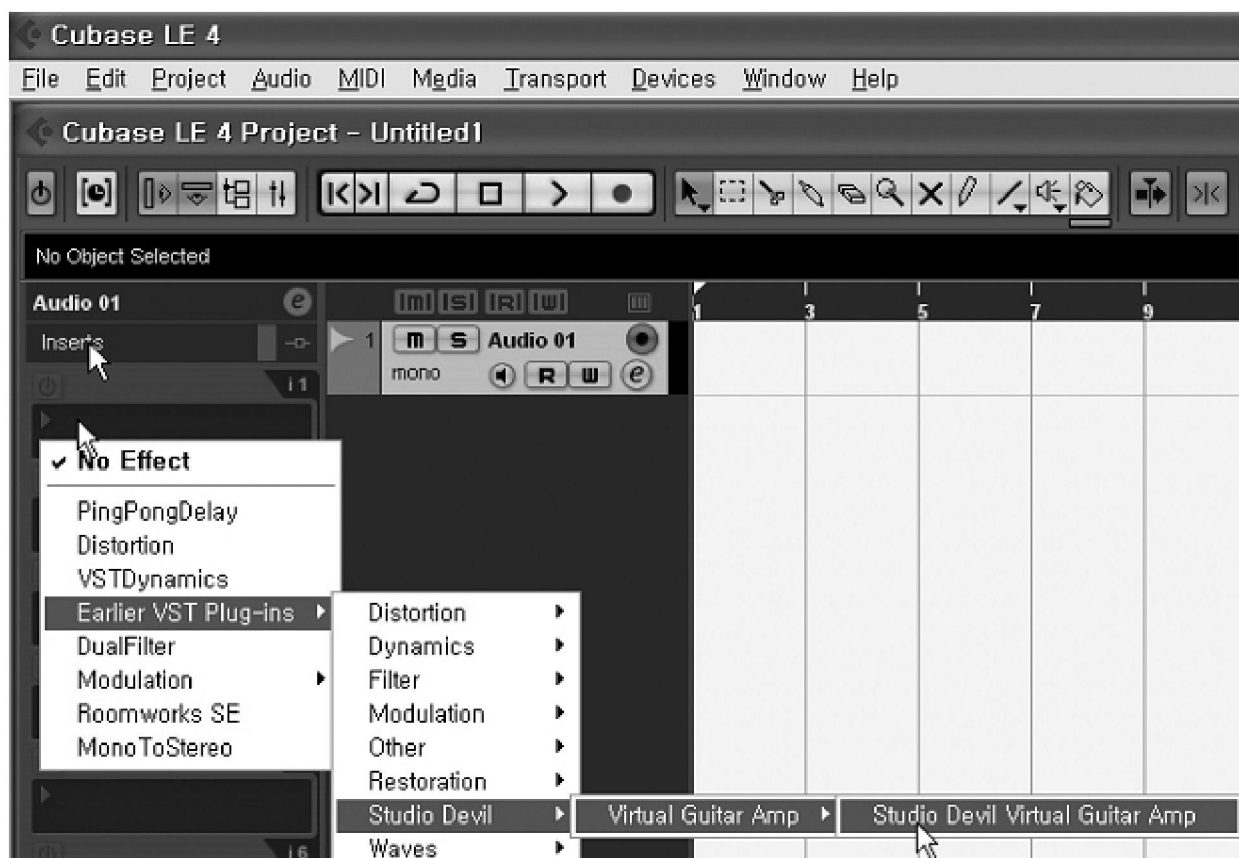 Cubase LE 4
File Edit Project Audio MIDI Media Transport Devices Window Help
Cubase LE 4 Project - Untitled1
No Object Selected
Audio 01 e m S R W
1 3 5 7 9
Inserts
1 m S Audio 01
mono R W e
i 1
✓ No Effect
PingPongDelay
Distortion
VSTDynamics
Earlier VST Plug-ins
DualFilter
Modulation
Roomworks SE
MonoToStereo
Distortion
Dynamics
Filter
Modulation
Other
Restoration
Studio Devil
Waves
Virtual Guitar Amp
Studio Devil Virtual Guitar Amp
i 6